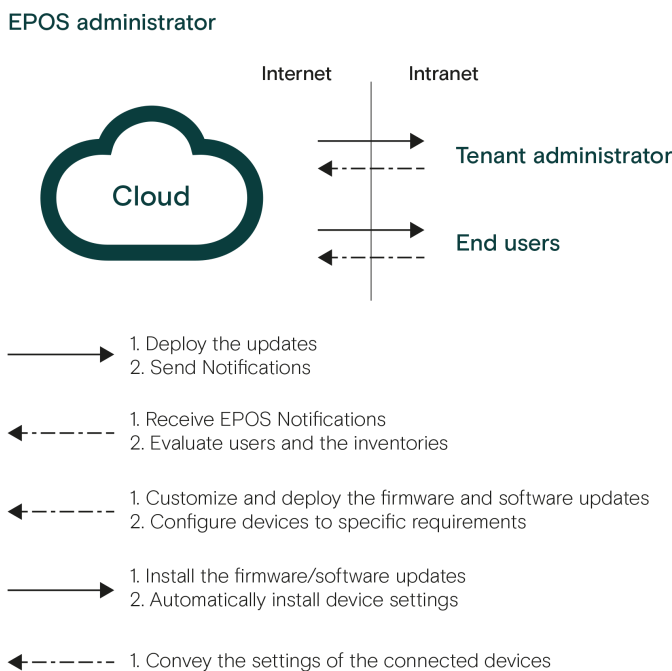 EPOS administrator
Internet
Intranet
Cloud
Tenant administrator
End users
1. Deploy the updates
2. Send Notifications
1. Receive EPOS Notifications
2. Evaluate users and the inventories
1. Customize and deploy the firmware and software updates
2. Configure devices to specific requirements
1. Install the firmware/software updates
2. Automatically install device settings
1. Convey the settings of the connected devices